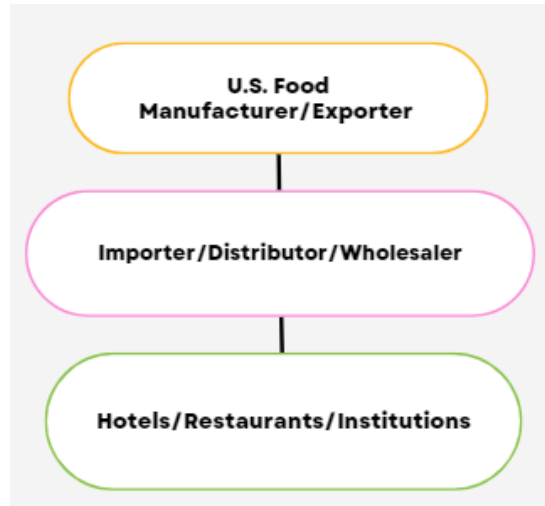 U.S. Food
Manufacturer/Exporter
Importer/Distributor/Wholesaler
Hotels/Restaurants/Institutions